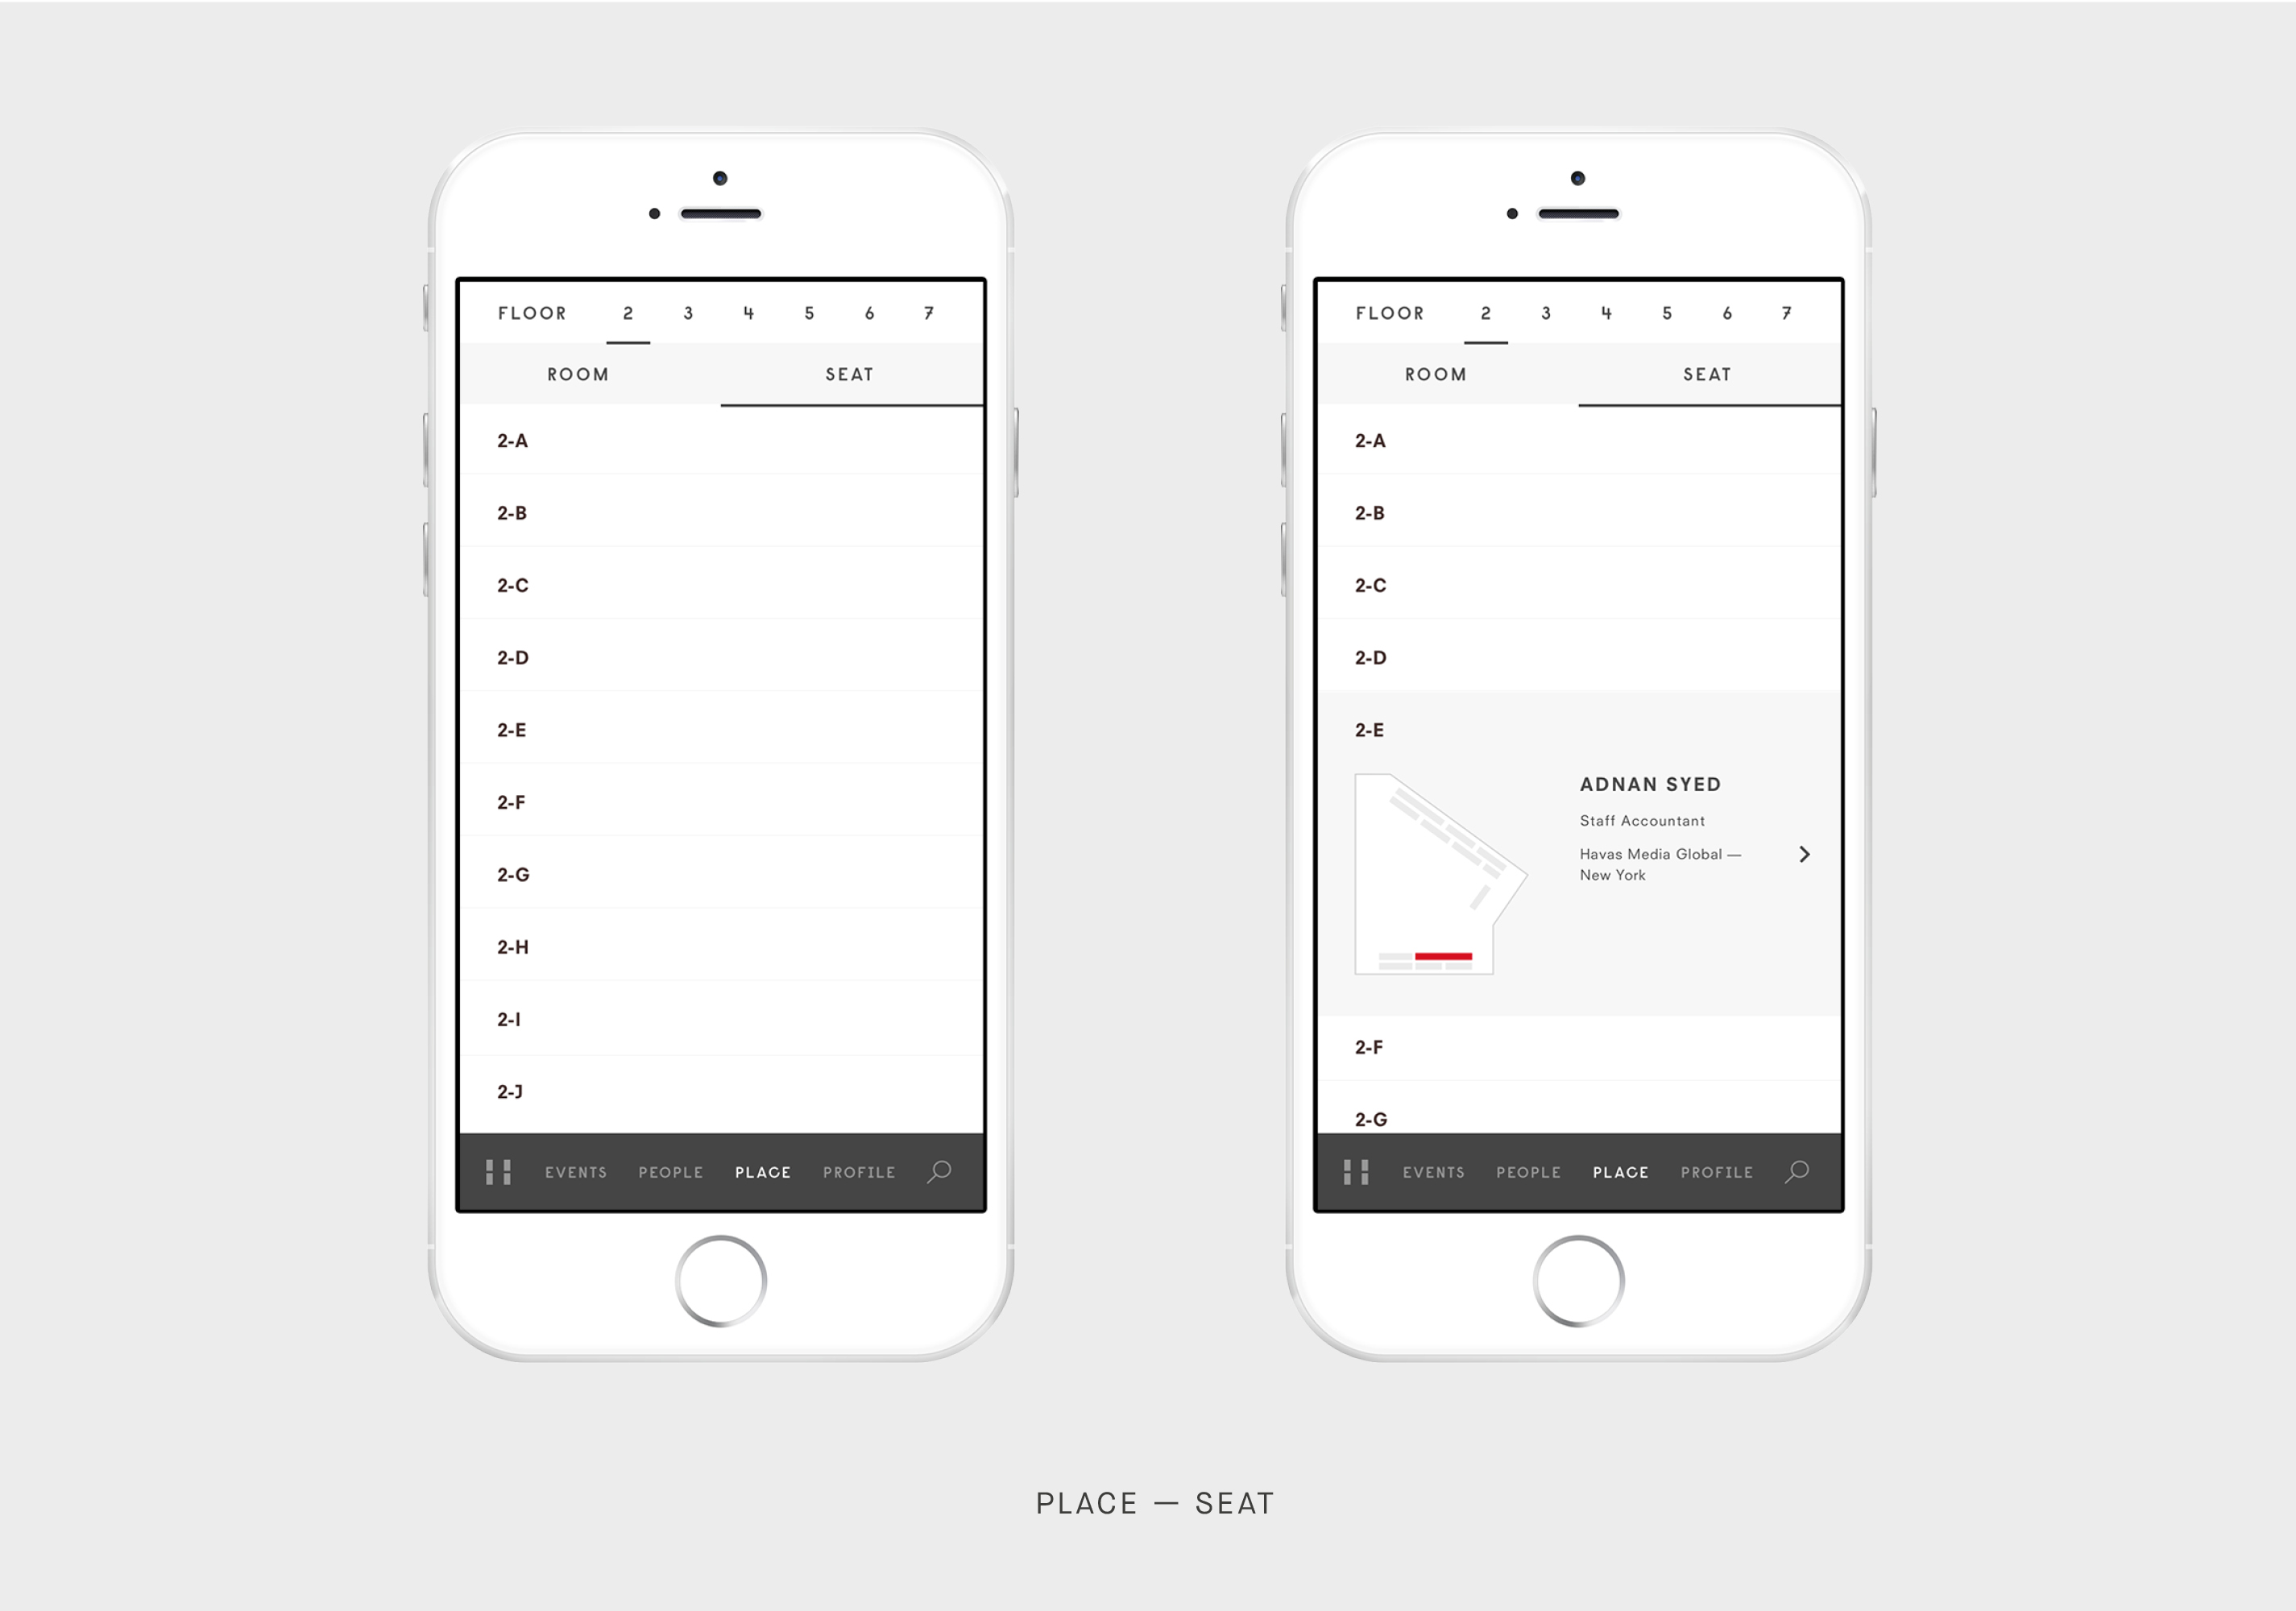 FLOOR 2 3 4 5 6 7
ROOM SEAT
2-A
2-B
2-C
2-D
2-E
2-F
2-G
2-H
2-I
2-J
EVENTS PEOPLE PLACE PROFILE
FLOOR 2 3 4 5 6 7
ROOM SEAT
2-A
2-B
2-C
2-D
2-E
ADNAN SYED
Staff Accountant
Havas Media Global —
New York
2-F
2-G
EVENTS PEOPLE PLACE PROFILE
PLACE — SEAT